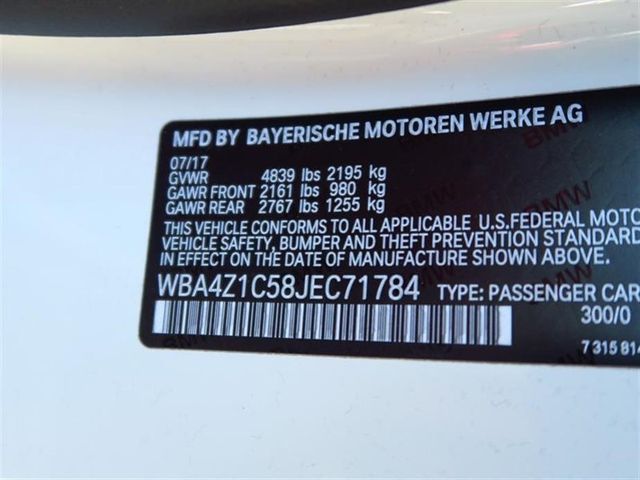 MFD BY BAYERISCHE MOTOREN WERKE AG
07/17
GVWR 4839 lbs 2195 kg
GAWR FRONT 2161 lbs 980 kg
GAWR REAR 2767 lbs 1255 kg
THIS VEHICLE CONFORMS TO ALL APPLICABLE U.S.FEDERAL MOTO
VEHICLE SAFETY, BUMPER AND THEFT PREVENTION STANDARD
IN EFFECT ON THE DATE OF MANUFACTURE SHOWN ABOVE.
WBA4Z1C58JEC71784 TYPE: PASSENGER CAR
300/0
7315814